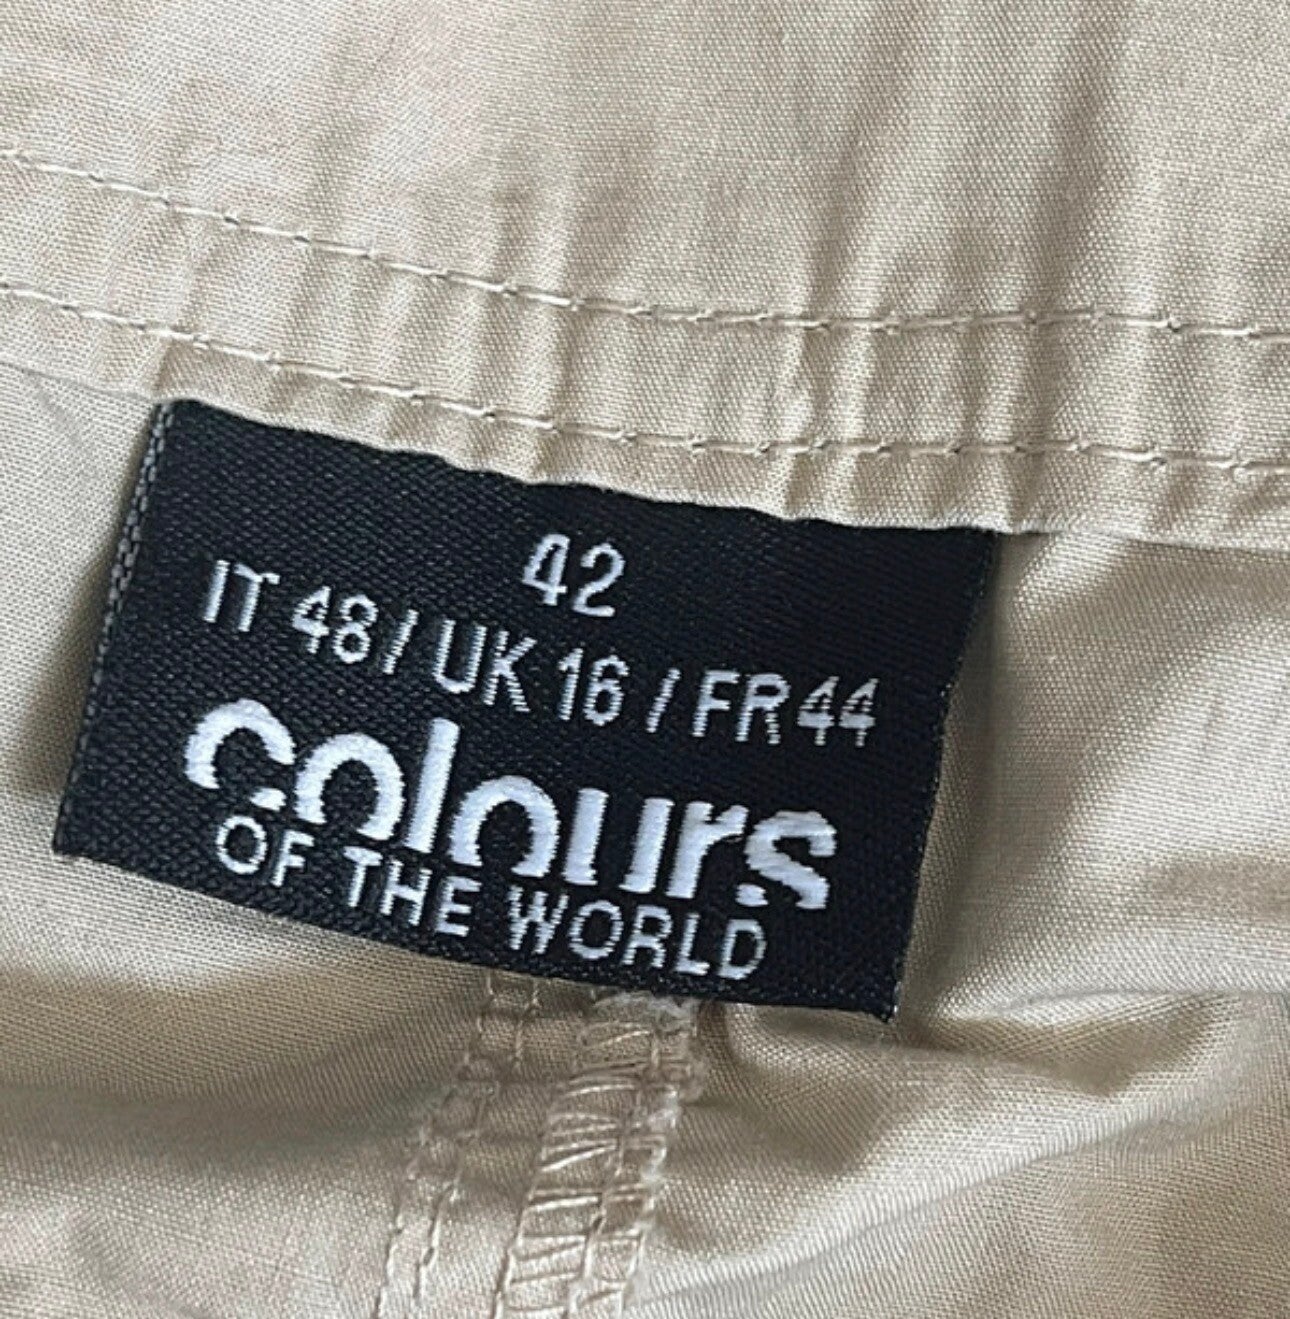 42
IT 48 / UK 16 / FR 44
colours
OF THE WORLD